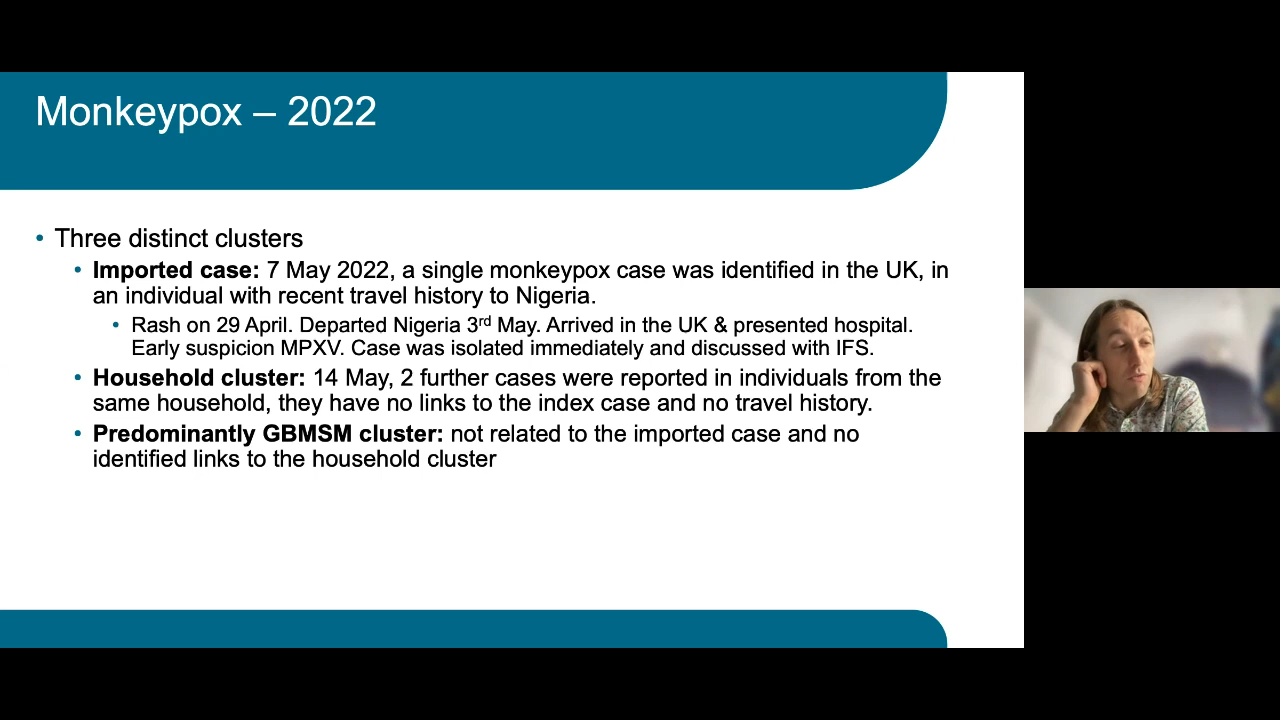 Monkeypox – 2022
• Three distinct clusters
• Imported case: 7 May 2022, a single monkeypox case was identified in the UK, in
an individual with recent travel history to Nigeria.
• Rash on 29 April. Departed Nigeria 3rd May. Arrived in the UK & presented hospital.
Early suspicion MPXV. Case was isolated immediately and discussed with IFS.
• Household cluster: 14 May, 2 further cases were reported in individuals from the
same household, they have no links to the index case and no travel history.
• Predominantly GBMSM cluster: not related to the imported case and no
identified links to the household cluster